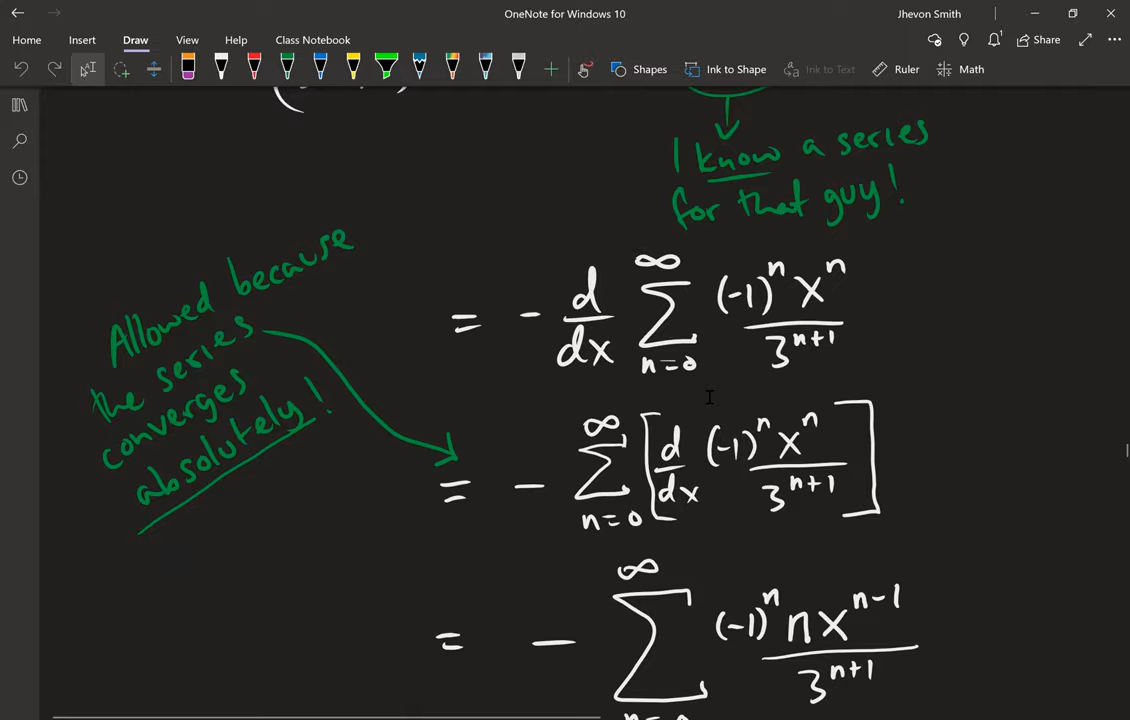 OneNote for Windows 10
Jhevon Smith
Home Insert Draw View Help Class Notebook
Share
Shapes Ink to Shape Ink to Text Ruler Math
I know a series
for that guy!
Allowed because
the series
converges
absolutely!
= - d/dx ∑_{n=0}^{∞} (-1)^n x^n / 3^{n+1}
= - ∑_{n=0}^{∞} [ d/dx (-1)^n x^n / 3^{n+1} ]
= - ∑_{n=0}^{∞} (-1)^n n x^{n-1} / 3^{n+1}